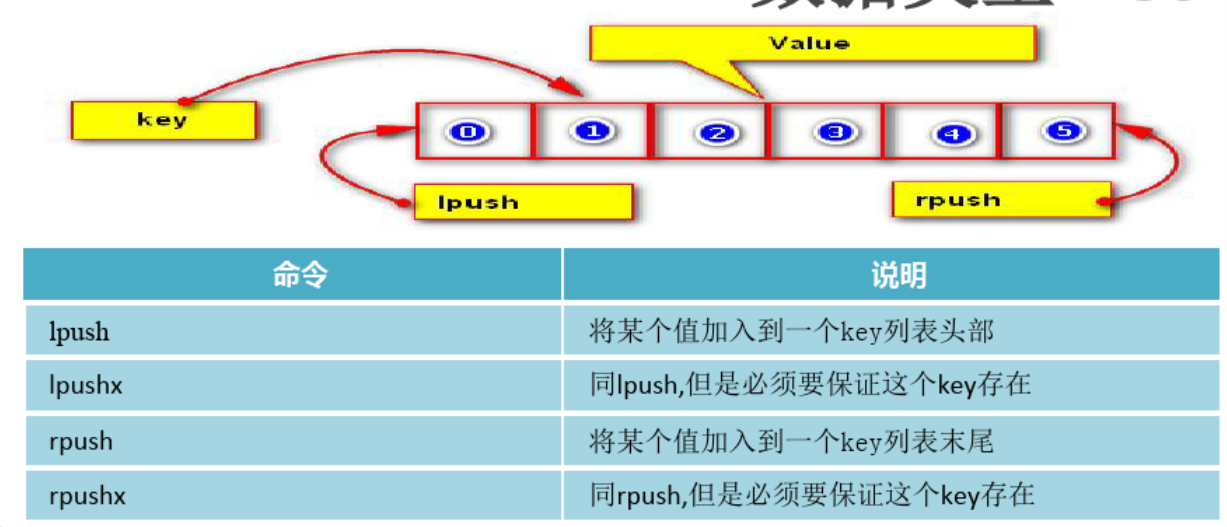 Value
key
0 1 2 3 4 5
lpush
rpush
命令 说明
lpush 将某个值加入到一个key列表头部
lpushx 同lpush,但是必须要保证这个key存在
rpush 将某个值加入到一个key列表末尾
rpushx 同rpush,但是必须要保证这个key存在